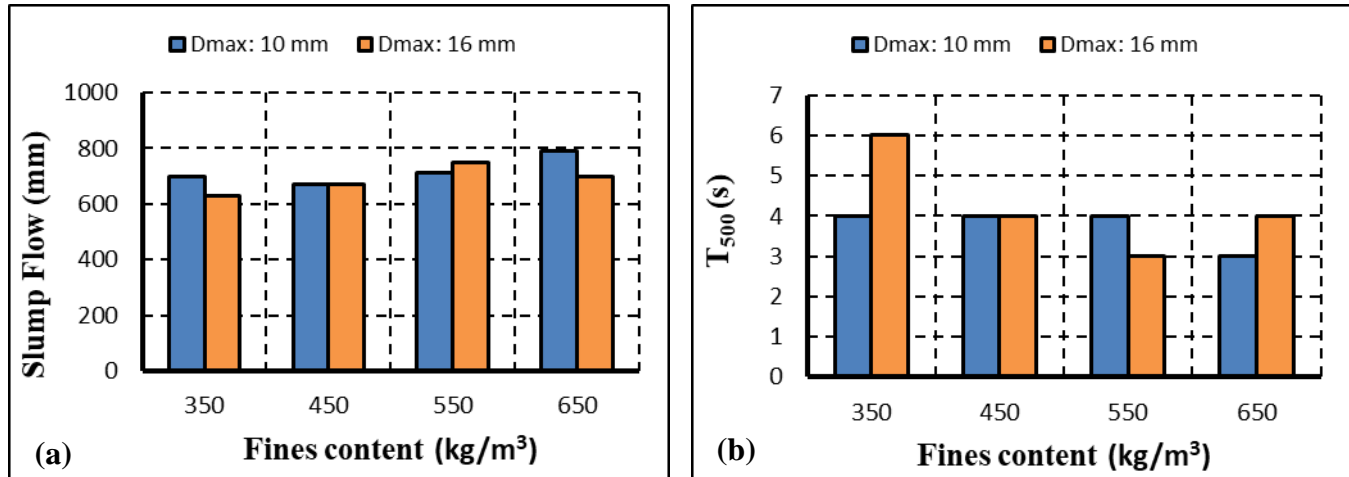 Dmax: 10 mm Dmax: 16 mm
1000
800
600
400
200
0
Slump Flow (mm)
350 450 550 650
Fines content (kg/m³)
(a)
Dmax: 10 mm Dmax: 16 mm
7
6
5
4
3
2
1
0
T₅₀₀ (s)
350 450 550 650
Fines content (kg/m³)
(b)